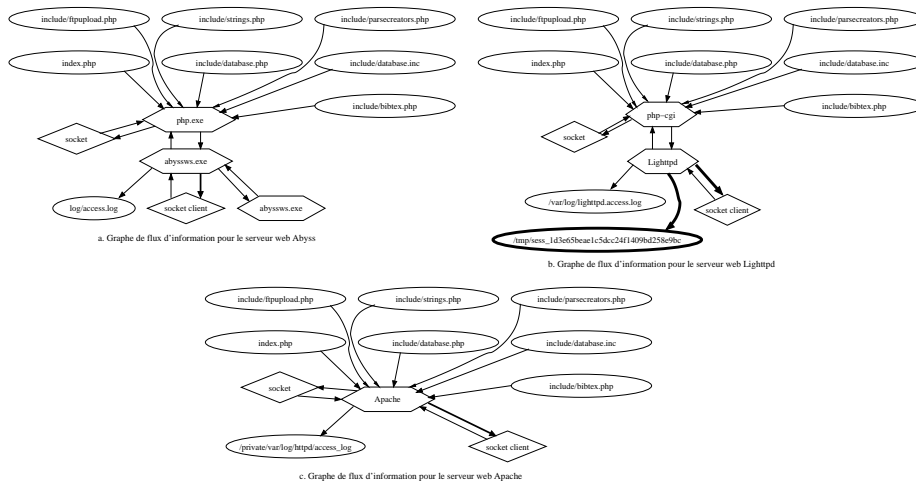 include/ftpupload.php
include/strings.php
include/parsecreators.php
index.php
include/database.php
include/database.inc
include/bibtex.php
php.exe
socket
abyssws.exe
log/access.log
socket client
abyssws.exe
a. Graphe de flux d'information pour le serveur web Abyss
include/ftpupload.php
include/strings.php
include/parsecreators.php
index.php
include/database.php
include/database.inc
include/bibtex.php
php-cgi
socket
Lighttpd
/var/log/lighttpd.access.log
socket client
/tmp/sess_1d3e65beae1c5dcc24f1409bd258e9bc
b. Graphe de flux d'information pour le serveur web Lighttpd
include/ftpupload.php
include/strings.php
include/parsecreators.php
index.php
include/database.php
include/database.inc
socket
include/bibtex.php
Apache
/private/var/log/httpd/access_log
socket client
c. Graphe de flux d'information pour le serveur web Apache